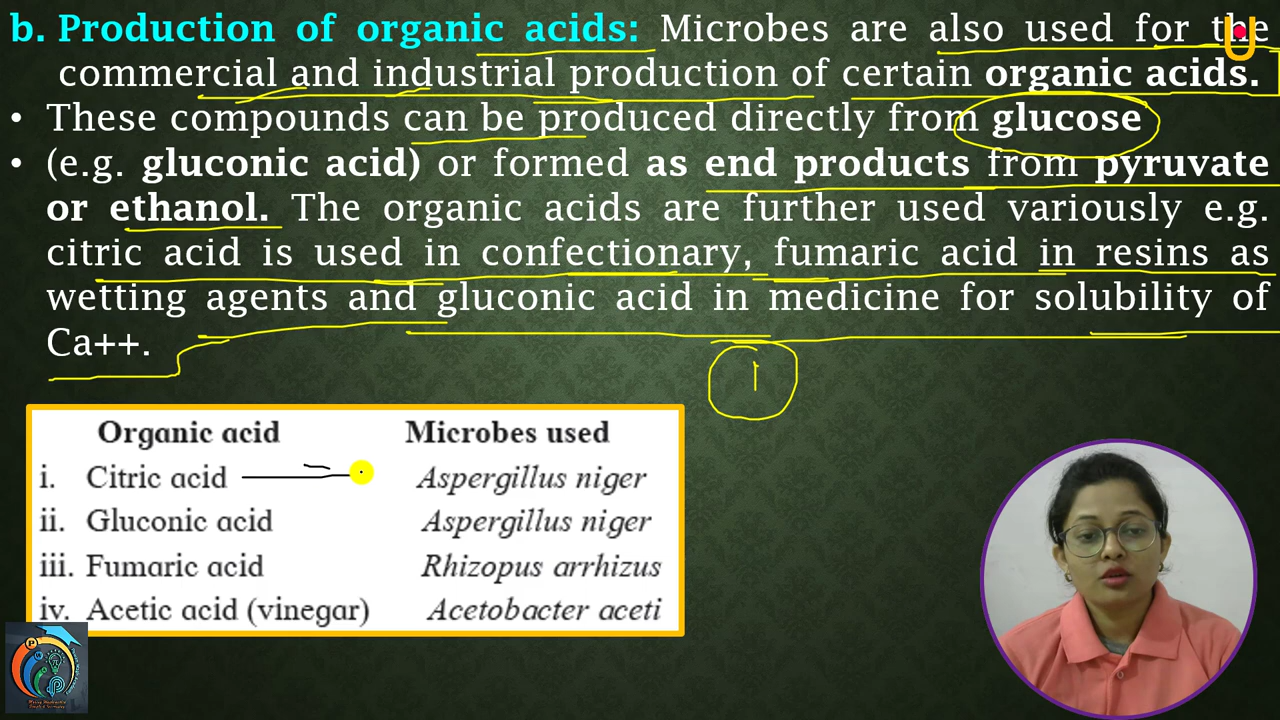 b. Production of organic acids: Microbes are also used for the
commercial and industrial production of certain organic acids.
• These compounds can be produced directly from glucose
• (e.g. gluconic acid) or formed as end products from pyruvate
or ethanol. The organic acids are further used variously e.g.
citric acid is used in confectionary, fumaric acid in resins as
wetting agents and gluconic acid in medicine for solubility of
Ca++.
1
Organic acid Microbes used
i. Citric acid Aspergillus niger
ii. Gluconic acid Aspergillus niger
iii. Fumaric acid Rhizopus arrhizus
iv. Acetic acid (vinegar) Acetobacter aceti